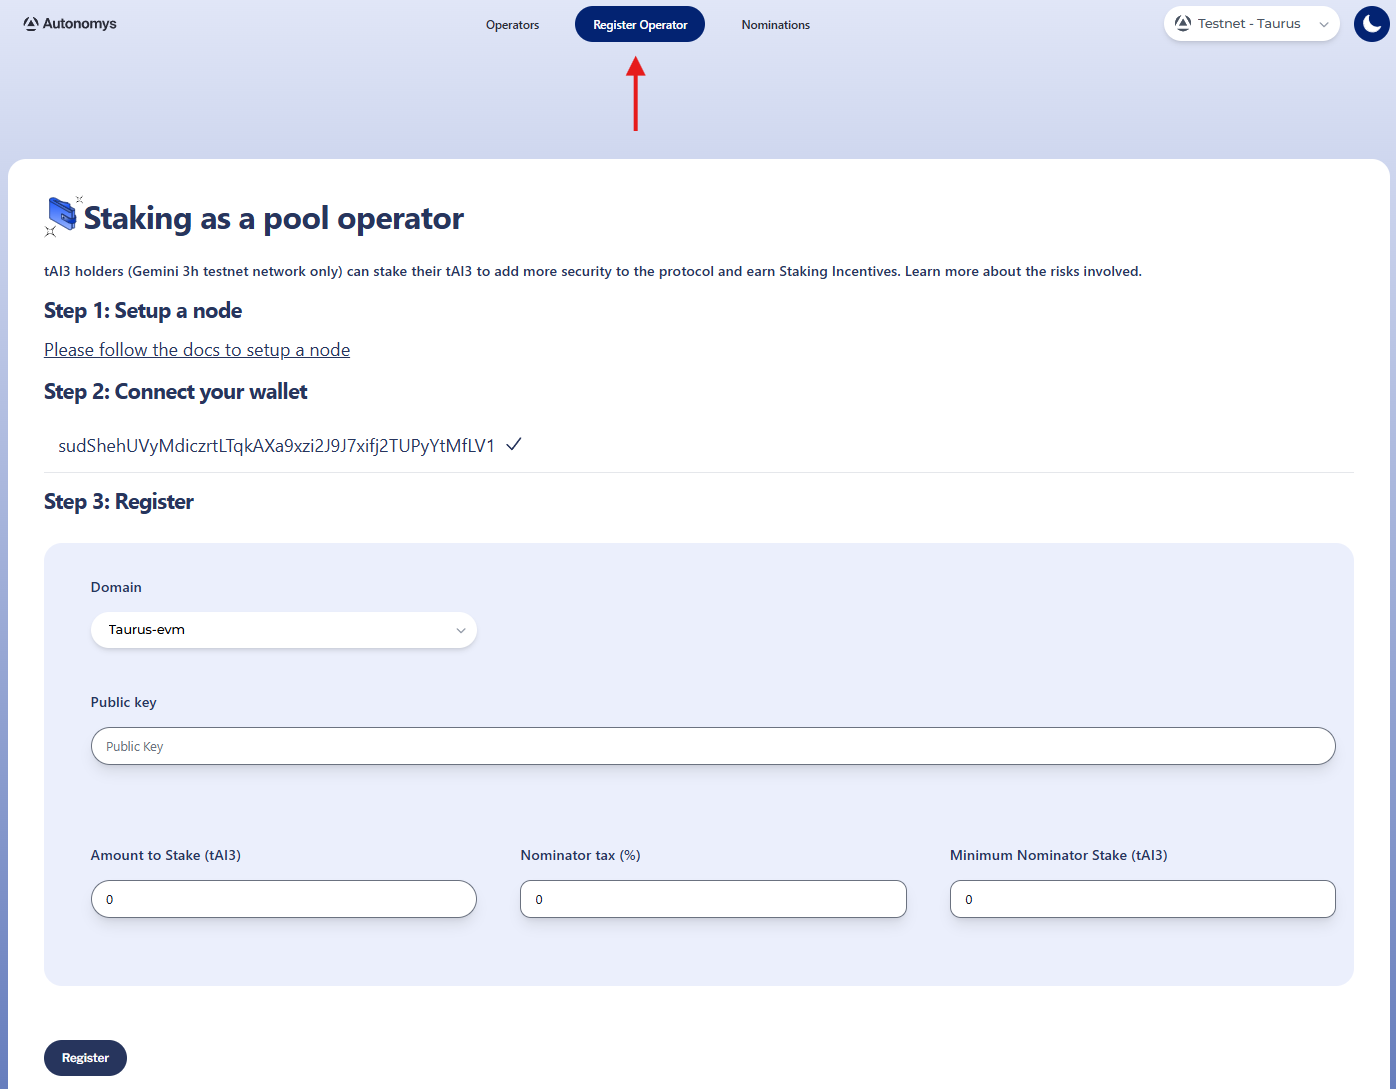 Autonomys
Operators
Register Operator
Nominations
Testnet - Taurus
Staking as a pool operator
tAI3 holders (Gemini 3h testnet network only) can stake their tAI3 to add more security to the protocol and earn Staking Incentives. Learn more about the risks involved.
Step 1: Setup a node
Please follow the docs to setup a node
Step 2: Connect your wallet
sudShehUVyMdiczrtLTqkAXa9xzi2J9J7xifj2TUPyYtMfLV1
Step 3: Register
Domain
Taurus-evm
Public key
Public Key
Amount to Stake (tAI3)
Nominator tax (%)
Minimum Nominator Stake (tAI3)
0
0
0
Register